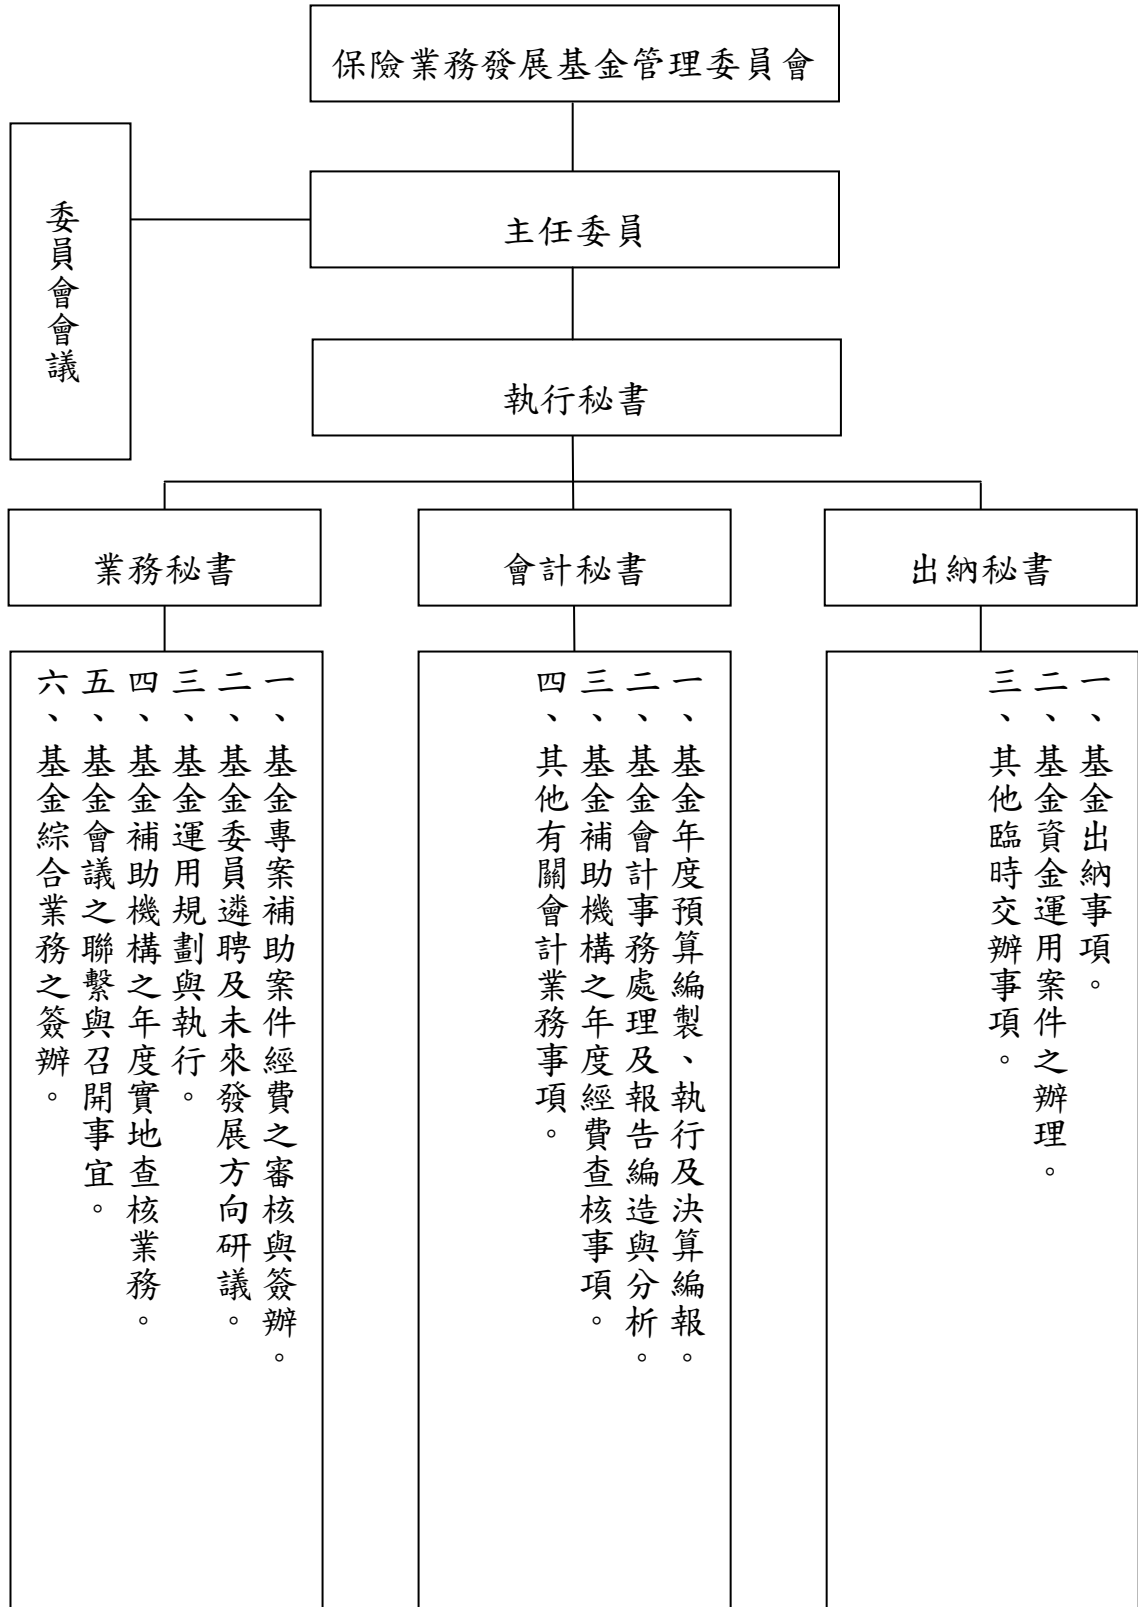 保險業務發展基金管理委員會
委員會會議
主任委員
執行秘書
業務秘書
會計秘書
出納秘書
一、基金專案補助案件經費之審核與簽辦。
二、基金委員遴聘及未來發展方向研議。
三、基金運用規劃與執行。
四、基金補助機構之年度實地查核業務。
五、基金會議之聯繫與召開事宜。
六、基金綜合業務之簽辦。
一、基金年度預算編製、執行及決算編報。
二、基金會計事務處理及報告編造與分析。
三、基金補助機構之年度經費查核事項。
四、其他有關會計業務事項。
一、基金出納事項。
二、基金資金運用案件之辦理。
三、其他臨時交辦事項。